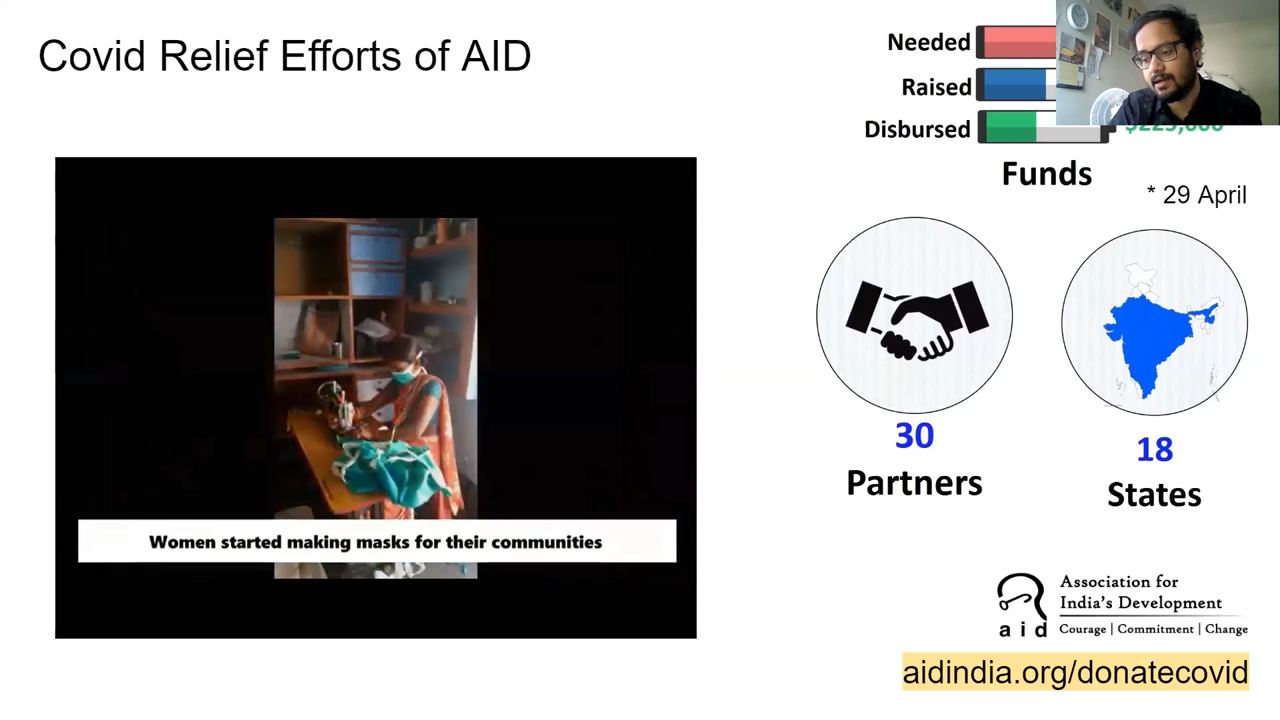 Covid Relief Efforts of AID
Needed
Raised
Disbursed
Funds
* 29 April
30
Partners
18
States
Women started making masks for their communities
Association for
India's Development
aid
Courage | Commitment | Change
aidindia.org/donatecovid